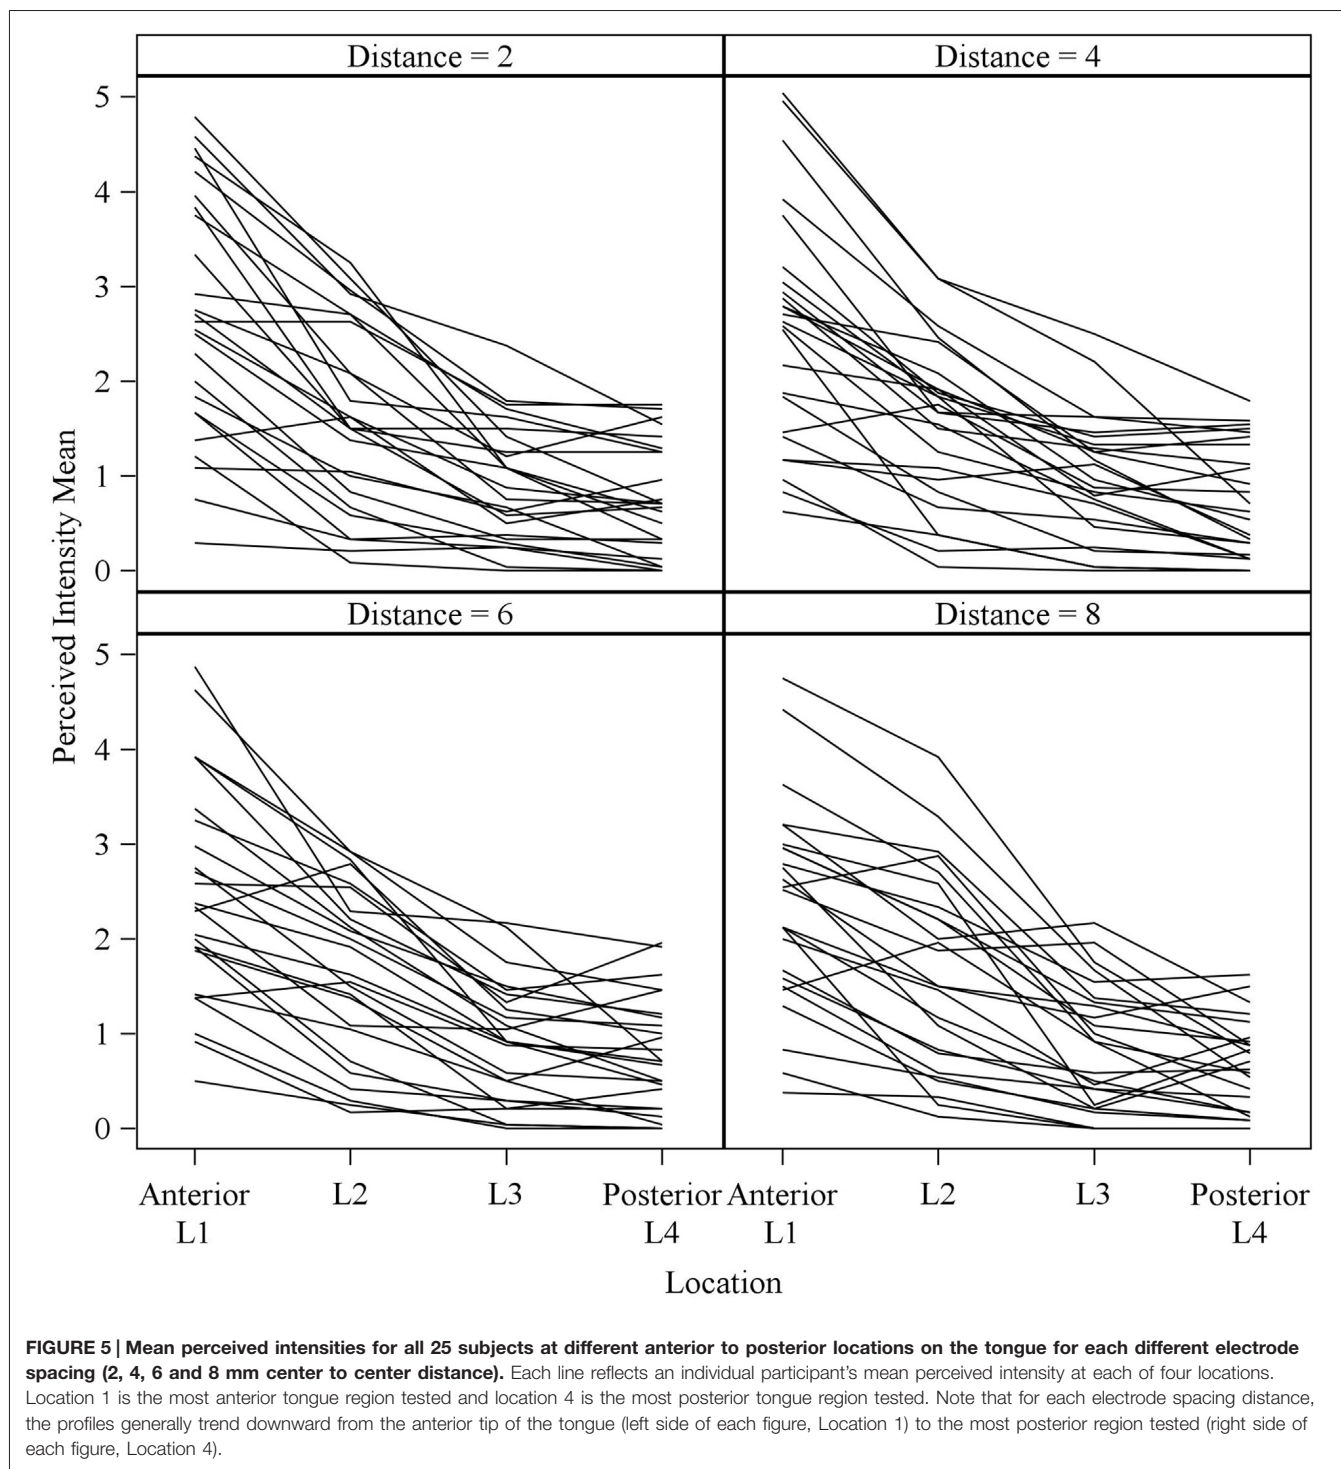 Distance = 2
Distance = 4
5
4
3
2
1
0
Perceived Intensity Mean
Distance = 6
Distance = 8
5
4
3
2
1
0
Anterior L2 L3 Posterior Anterior L2 L3 Posterior
L1 L4 L1 L4
Location
FIGURE 5 | Mean perceived intensities for all 25 subjects at different anterior to posterior locations on the tongue for each different electrode
spacing (2, 4, 6 and 8 mm center to center distance). Each line reflects an individual participant's mean perceived intensity at each of four locations.
Location 1 is the most anterior tongue region tested and location 4 is the most posterior tongue region tested. Note that for each electrode spacing distance,
the profiles generally trend downward from the anterior tip of the tongue (left side of each figure, Location 1) to the most posterior region tested (right side of
each figure, Location 4).